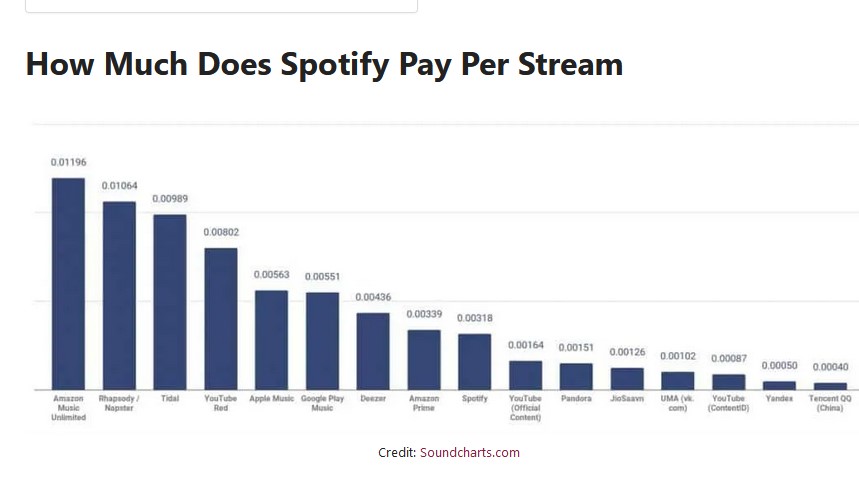 How Much Does Spotify Pay Per Stream
0.01196
0.01064
0.00989
0.00802
0.00563
0.00551
0.00436
0.00339
0.00318
0.00164
0.00151
0.00126
0.00102
0.00087
0.00050
0.00040
Amazon
Music
Unlimited
Rhapsody /
Napster
Tidal
YouTube
Red
Apple Music
Google Play
Music
Deezer
Amazon
Prime
Spotify
YouTube
(Official
Content)
Pandora
JioSaavn
UMA (vk.
com)
YouTube
(ContentID)
Yandex
Tencent QQ
(China)
Credit: Soundcharts.com